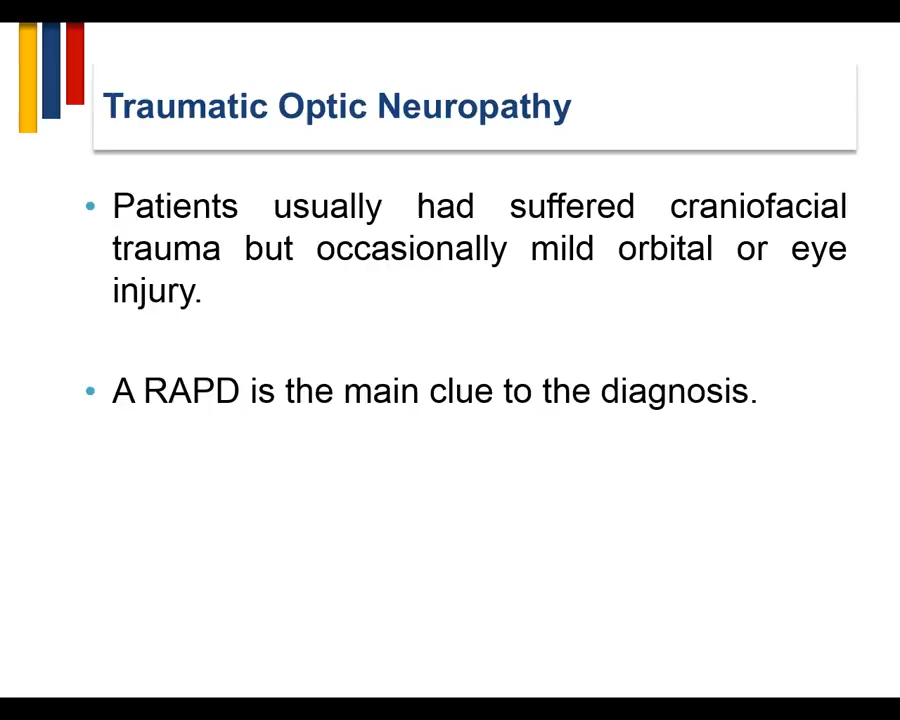 Traumatic Optic Neuropathy
• Patients usually had suffered craniofacial
trauma but occasionally mild orbital or eye
injury.
• A RAPD is the main clue to the diagnosis.